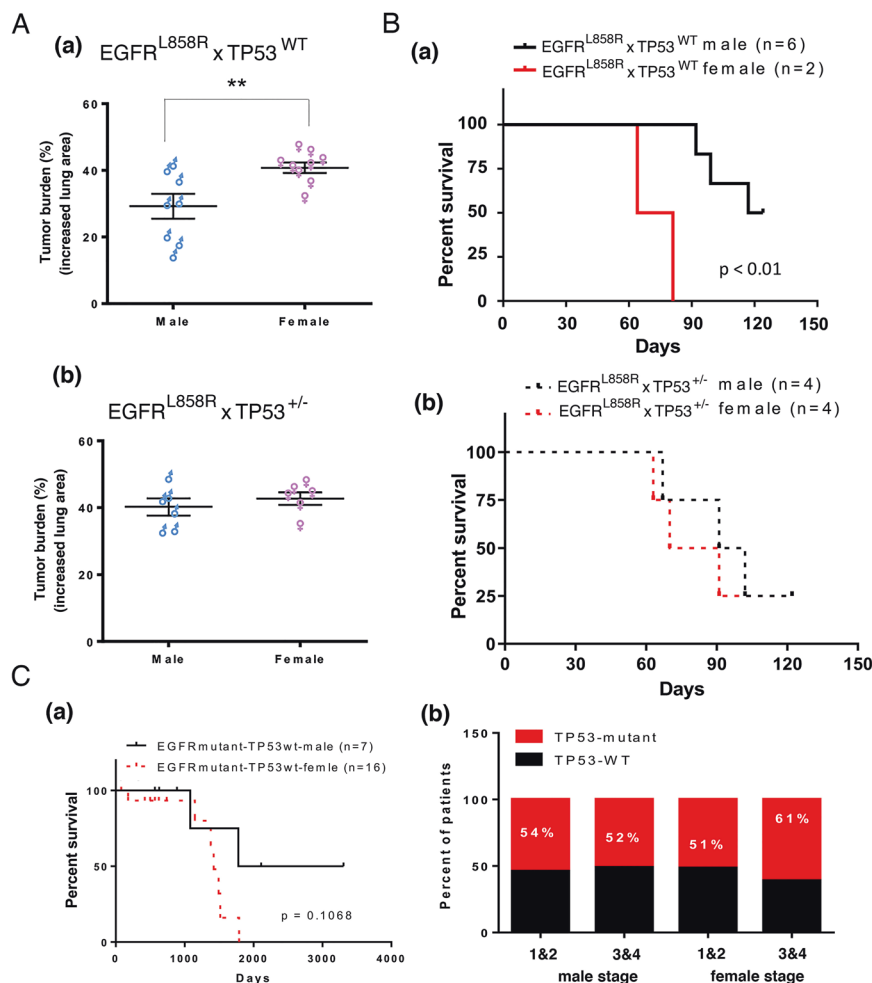 A
(a)
EGFR^L858R x TP53^WT
**
60
40
20
0
Tumor burden (%)
(increased lung area)
Male
Female
(b)
EGFR^L858R x TP53^+/-
60
40
20
0
Tumor burden (%)
(increased lung area)
Male
Female
B
(a)
EGFR^L858R x TP53^WT male (n=6)
EGFR^L858R x TP53^WT female (n=2)
100
75
50
25
0
Percent survival
p < 0.01
0 30 60 90 120 150
Days
(b)
EGFR^L858R x TP53^+/- male (n=4)
EGFR^L858R x TP53^+/- female (n=4)
100
75
50
25
0
Percent survival
0 30 60 90 120 150
Days
C
(a)
EGFRmutant-TP53wt-male (n=7)
EGFRmutant-TP53wt-femle (n=16)
100
50
0
Percent survival
p = 0.1068
0 1000 2000 3000 4000
Days
(b)
TP53-mutant
TP53-WT
150
100
50
0
Percent of patients
54%
52%
51%
61%
1&2 3&4 1&2 3&4
male stage female stage